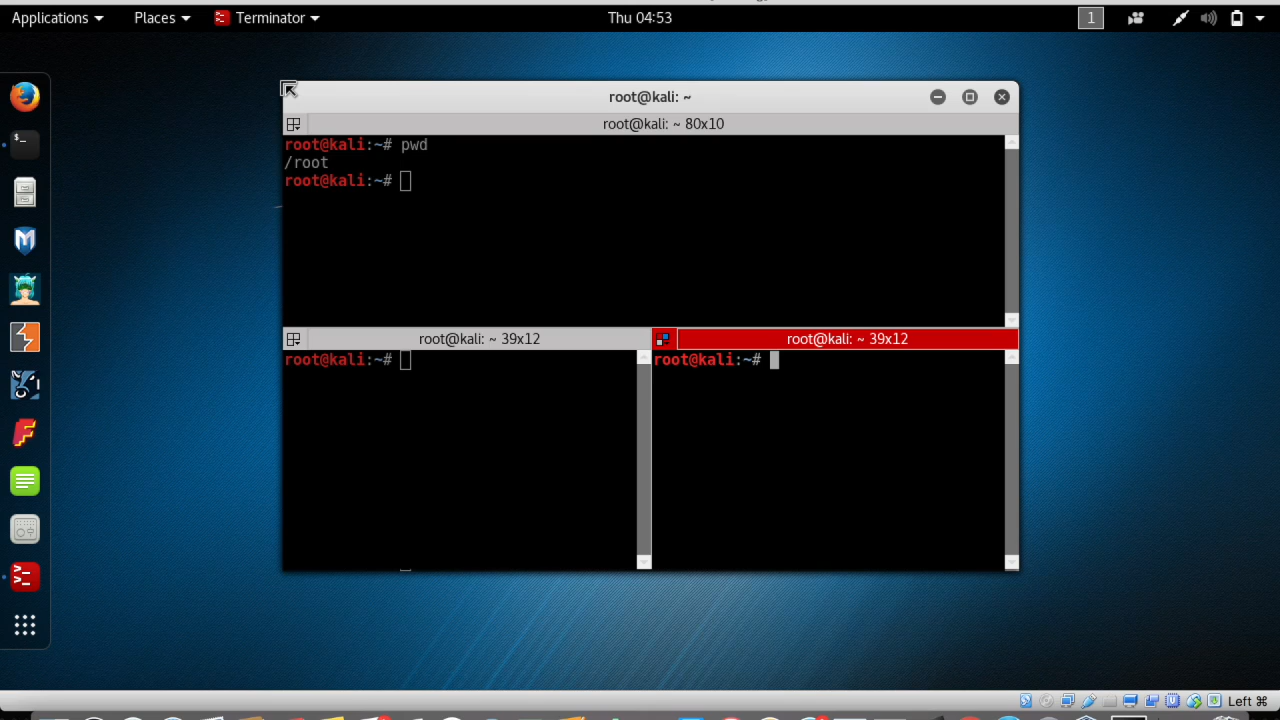 Applications Places Terminator Thu 04:53 1
root@kali: ~
root@kali: ~ 80x10
root@kali:~# pwd
/root
root@kali:~#
root@kali: ~ 39x12 root@kali: ~ 39x12
root@kali:~# root@kali:~#
Left ⌘